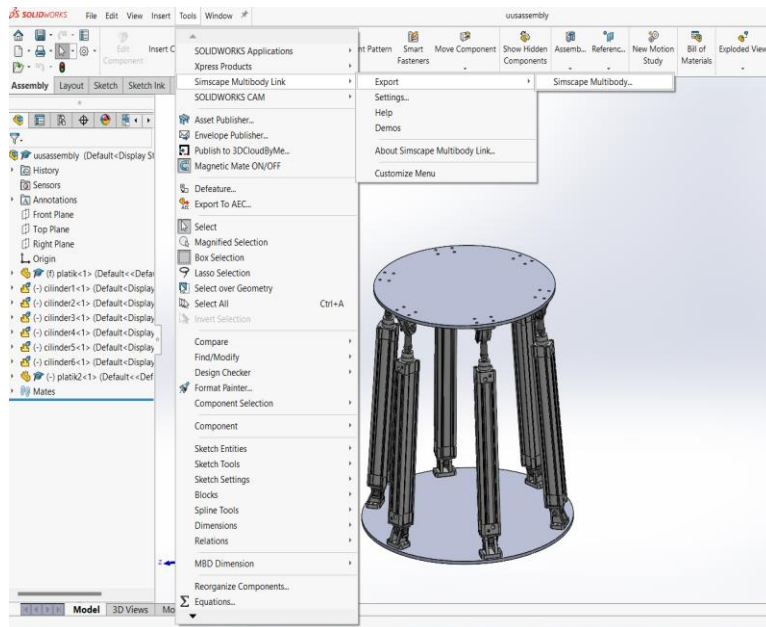 SOLIDWORKS File Edit View Insert Tools Window uusassembly
Edit Component
Insert C
nt Pattern
Smart Fasteners
Move Component
Show Hidden Components
Assemb...
Referenc...
New Motion Study
Bill of Materials
Exploded View
Assembly Layout Sketch Sketch Ink
uusassembly (Default<Display St
History
Sensors
Annotations
Front Plane
Top Plane
Right Plane
Origin
(f) platik<1> (Default<<Defau
(-) cilinder1<1> (Default<Display
(-) cilinder2<1> (Default<Display
(-) cilinder3<1> (Default<Display
(-) cilinder4<1> (Default<Display
(-) cilinder5<1> (Default<Display
(-) cilinder6<1> (Default<Display
(-) platik2<1> (Default<<Def
Mates
SOLIDWORKS Applications
Xpress Products
Simscape Multibody Link
SOLIDWORKS CAM
Asset Publisher...
Envelope Publisher...
Publish to 3DCloudByMe...
Magnetic Mate ON/OFF
Defeature...
Export To AEC...
Select
Magnified Selection
Box Selection
Lasso Selection
Select over Geometry
Select All Ctrl+A
Invert Selection
Compare
Find/Modify
Design Checker
Format Painter...
Component Selection
Component
Sketch Entities
Sketch Tools
Sketch Settings
Blocks
Spline Tools
Dimensions
Relations
MBD Dimension
Reorganize Components...
Equations...
Export
Settings...
Help
Demos
About Simscape Multibody Link...
Customize Menu
Simscape Multibody...
z
Model 3D Views Mo